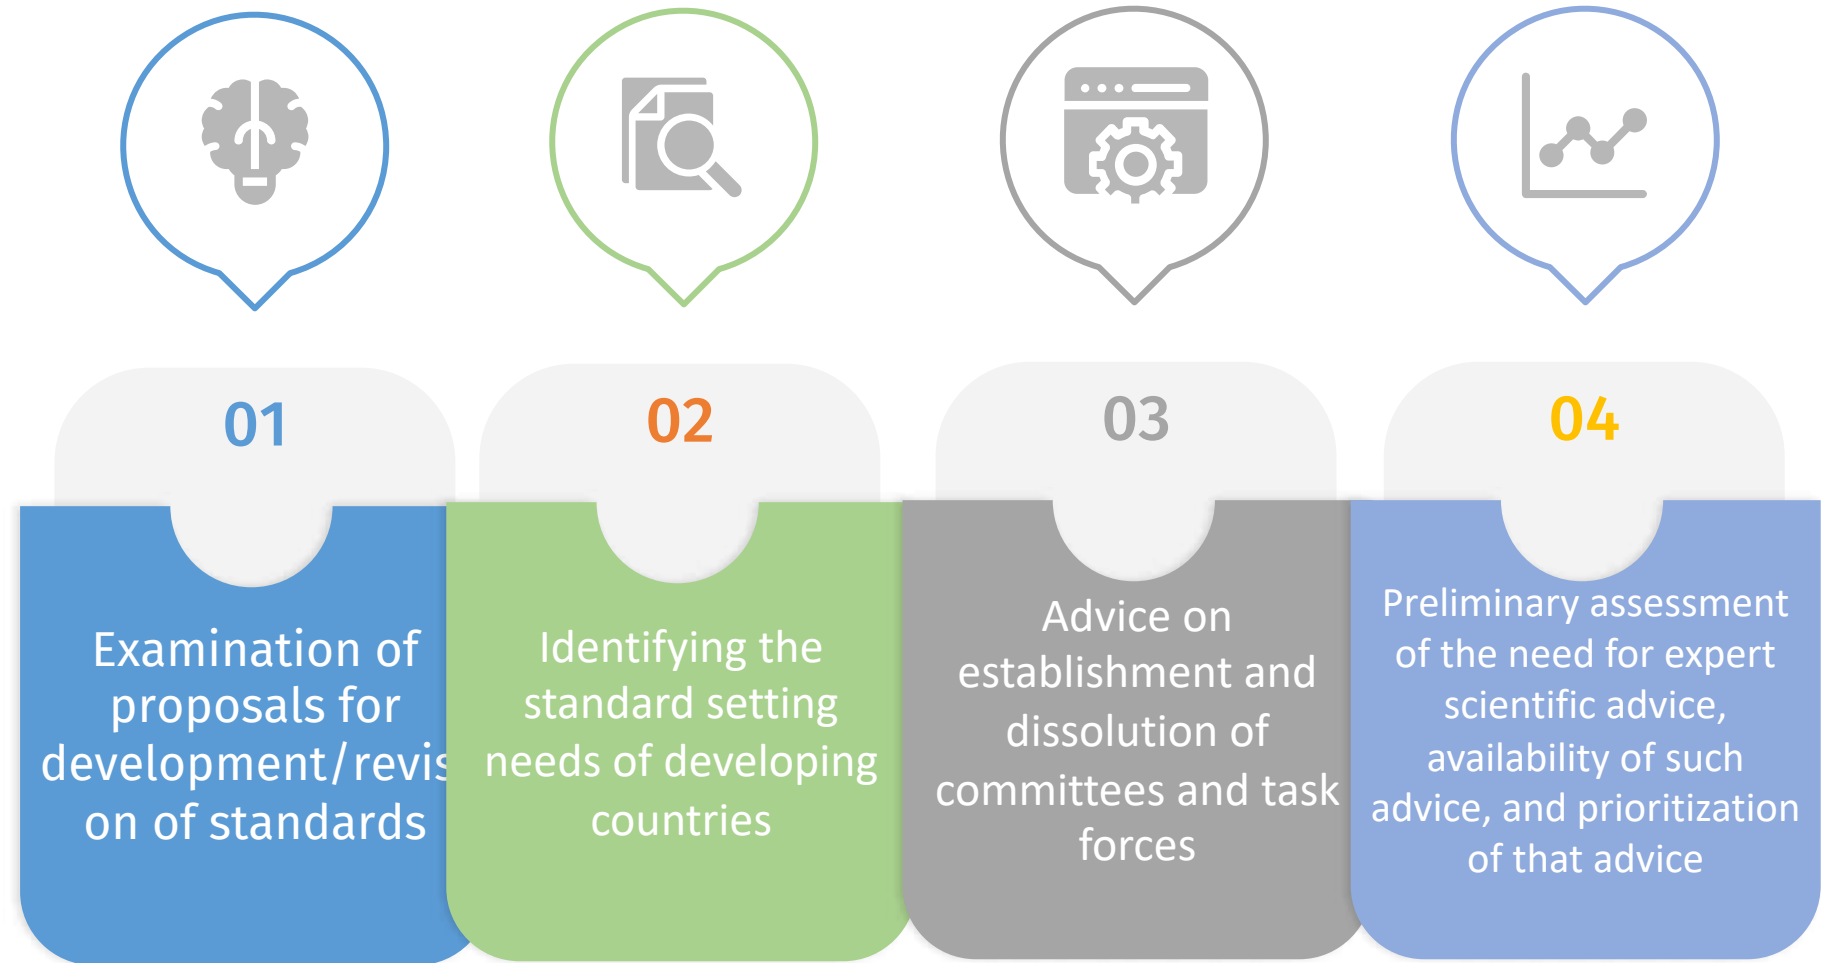 01
Examination of
proposals for
development/revis
on of standards
02
Identifying the
standard setting
needs of developing
countries
03
Advice on
establishment and
dissolution of
committees and task
forces
04
Preliminary assessment
of the need for expert
scientific advice,
availability of such
advice, and prioritization
of that advice